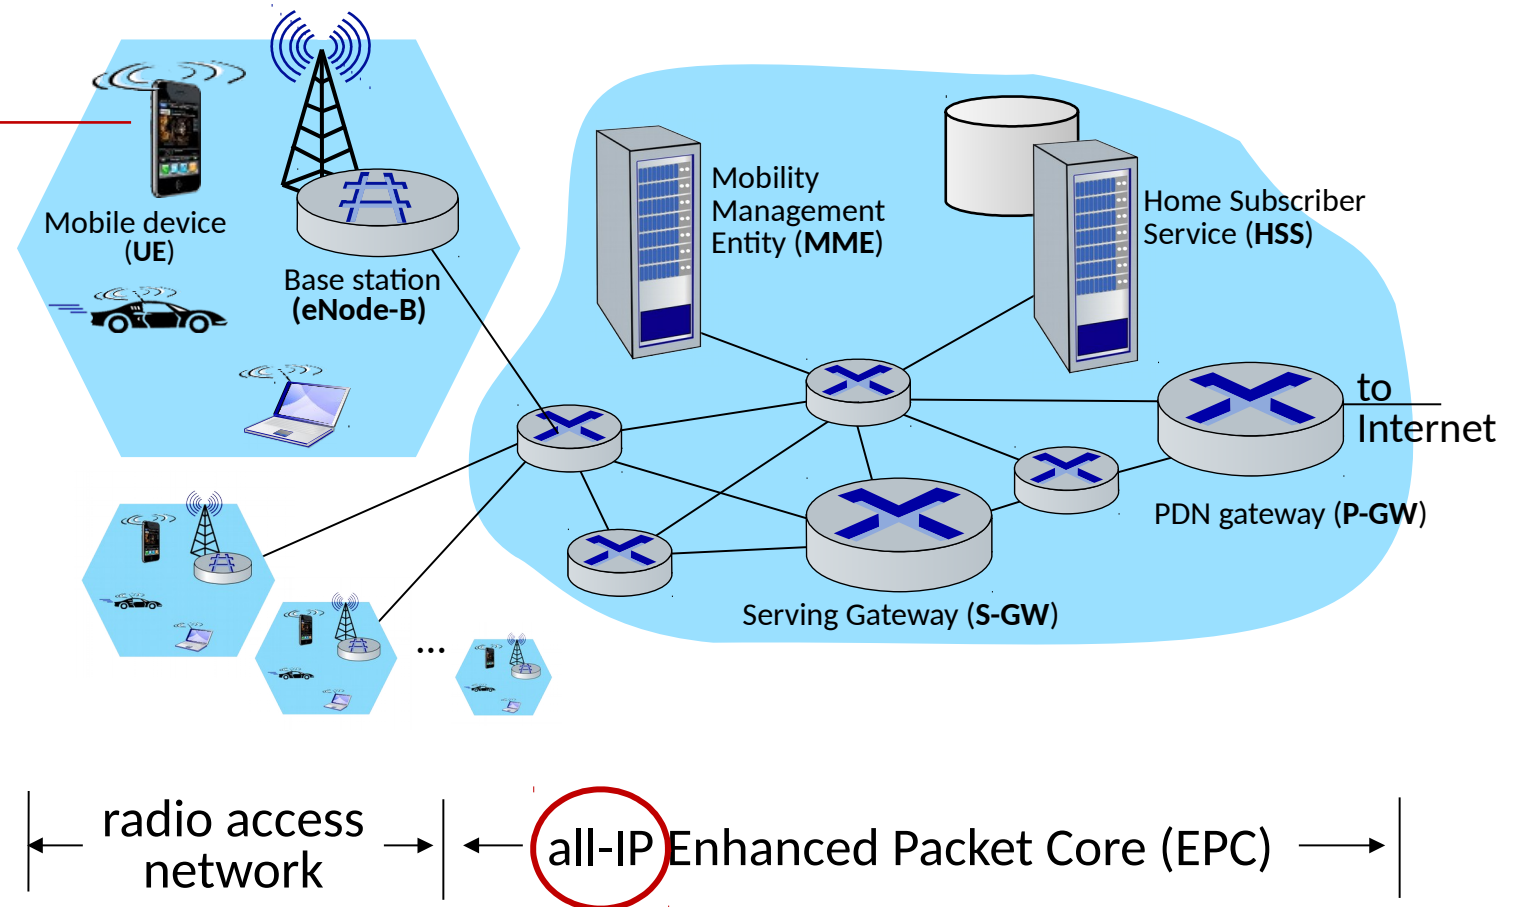 Mobile device
(UE)
Base station
(eNode-B)
Mobility
Management
Entity (MME)
Home Subscriber
Service (HSS)
to
Internet
PDN gateway (P-GW)
Serving Gateway (S-GW)
...
radio access
network
all-IP Enhanced Packet Core (EPC)